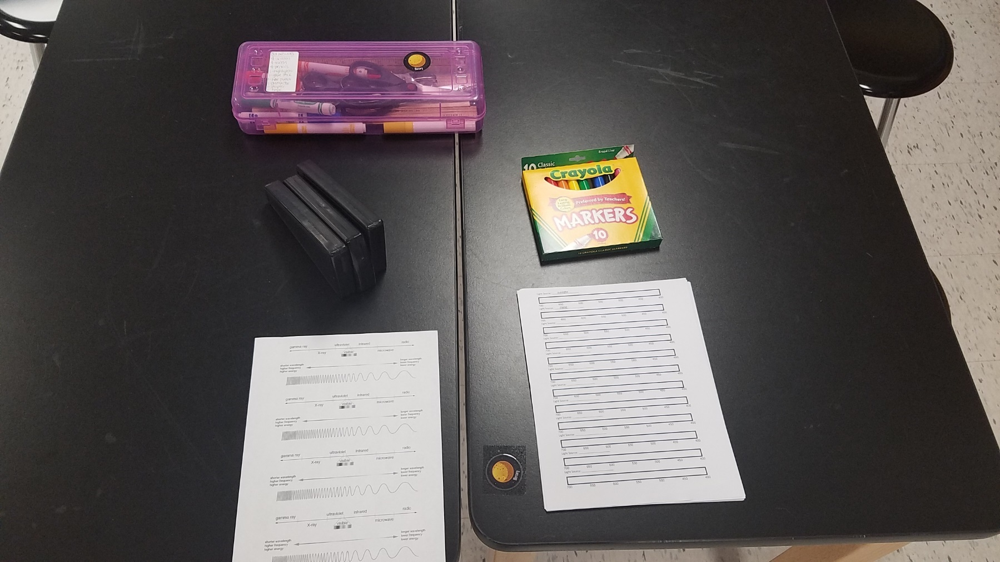 Broad Line
10 Classic
Crayola
Long
Lasting
Brilliant
Colors
Preferred by Teachers!
MARKERS
10
10 CRAYOLA CLASSIC MARKERS
gamma ray ultraviolet infrared radio
X-ray visible microwave
shorter wavelength
higher frequency
higher energy
longer wavelength
lower frequency
lower energy
gamma ray ultraviolet infrared radio
X-ray visible microwave
shorter wavelength
higher frequency
higher energy
longer wavelength
lower frequency
lower energy
gamma ray ultraviolet infrared radio
X-ray visible microwave
shorter wavelength
higher frequency
higher energy
longer wavelength
lower frequency
lower energy
gamma ray ultraviolet infrared radio
X-ray visible microwave
shorter wavelength
higher frequency
higher energy
longer wavelength
lower frequency
lower energy
Light Source:
700 650 600 550 500 450 400
Light Source:
700 650 600 550 500 450 400
Light Source:
700 650 600 550 500 450 400
Light Source:
700 650 600 550 500 450 400
Light Source:
700 650 600 550 500 450 400
Light Source:
700 650 600 550 500 450 400
Light Source:
700 650 600 550 500 450 400
Light Source:
700 650 600 550 500 450 400
Light Source:
700 650 600 550 500 450 400
Light Source:
700 650 600 550 500 450 400
Light Source:
700 650 600 550 500 450 400
Light Source:
700 650 600 550 500 450 400
Mercury